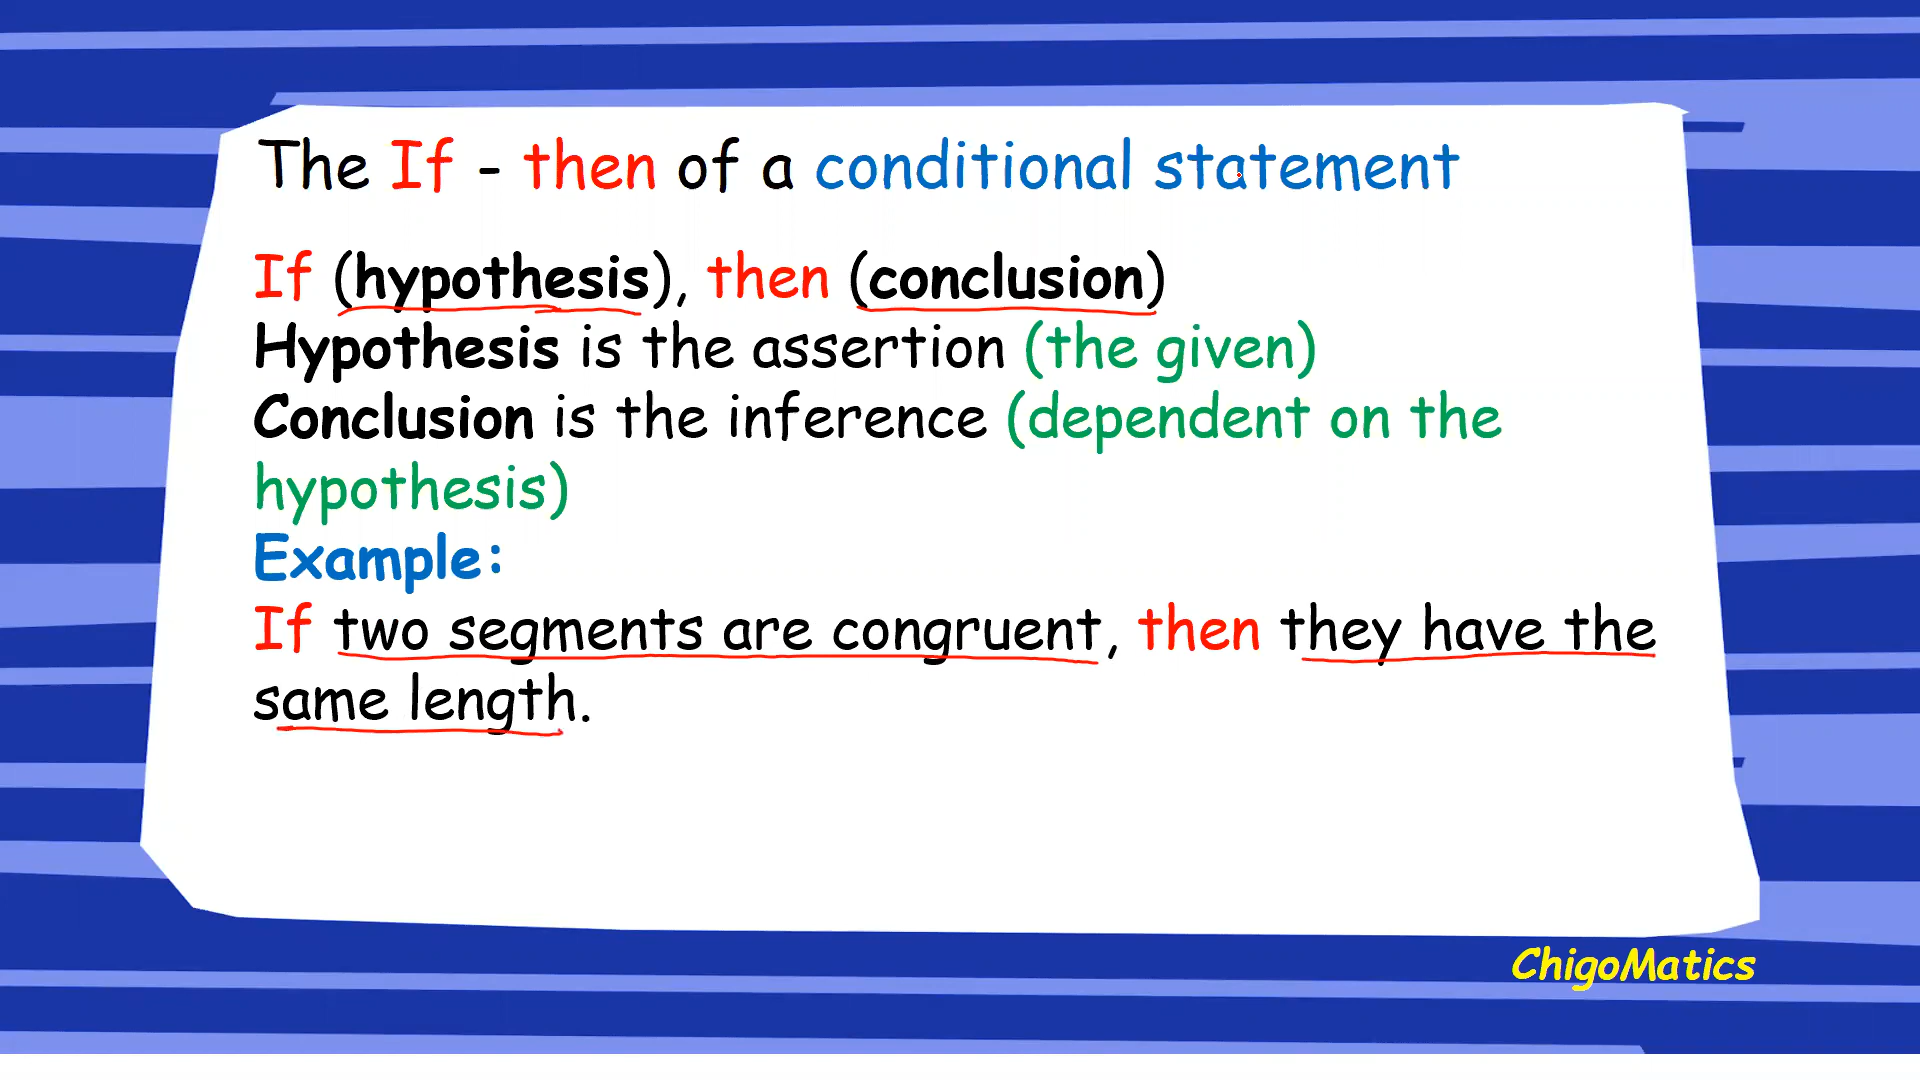 The If - then of a conditional statement
If (hypothesis), then (conclusion)
Hypothesis is the assertion (the given)
Conclusion is the inference (dependent on the
hypothesis)
Example:
If two segments are congruent, then they have the
same length.
ChigoMatics